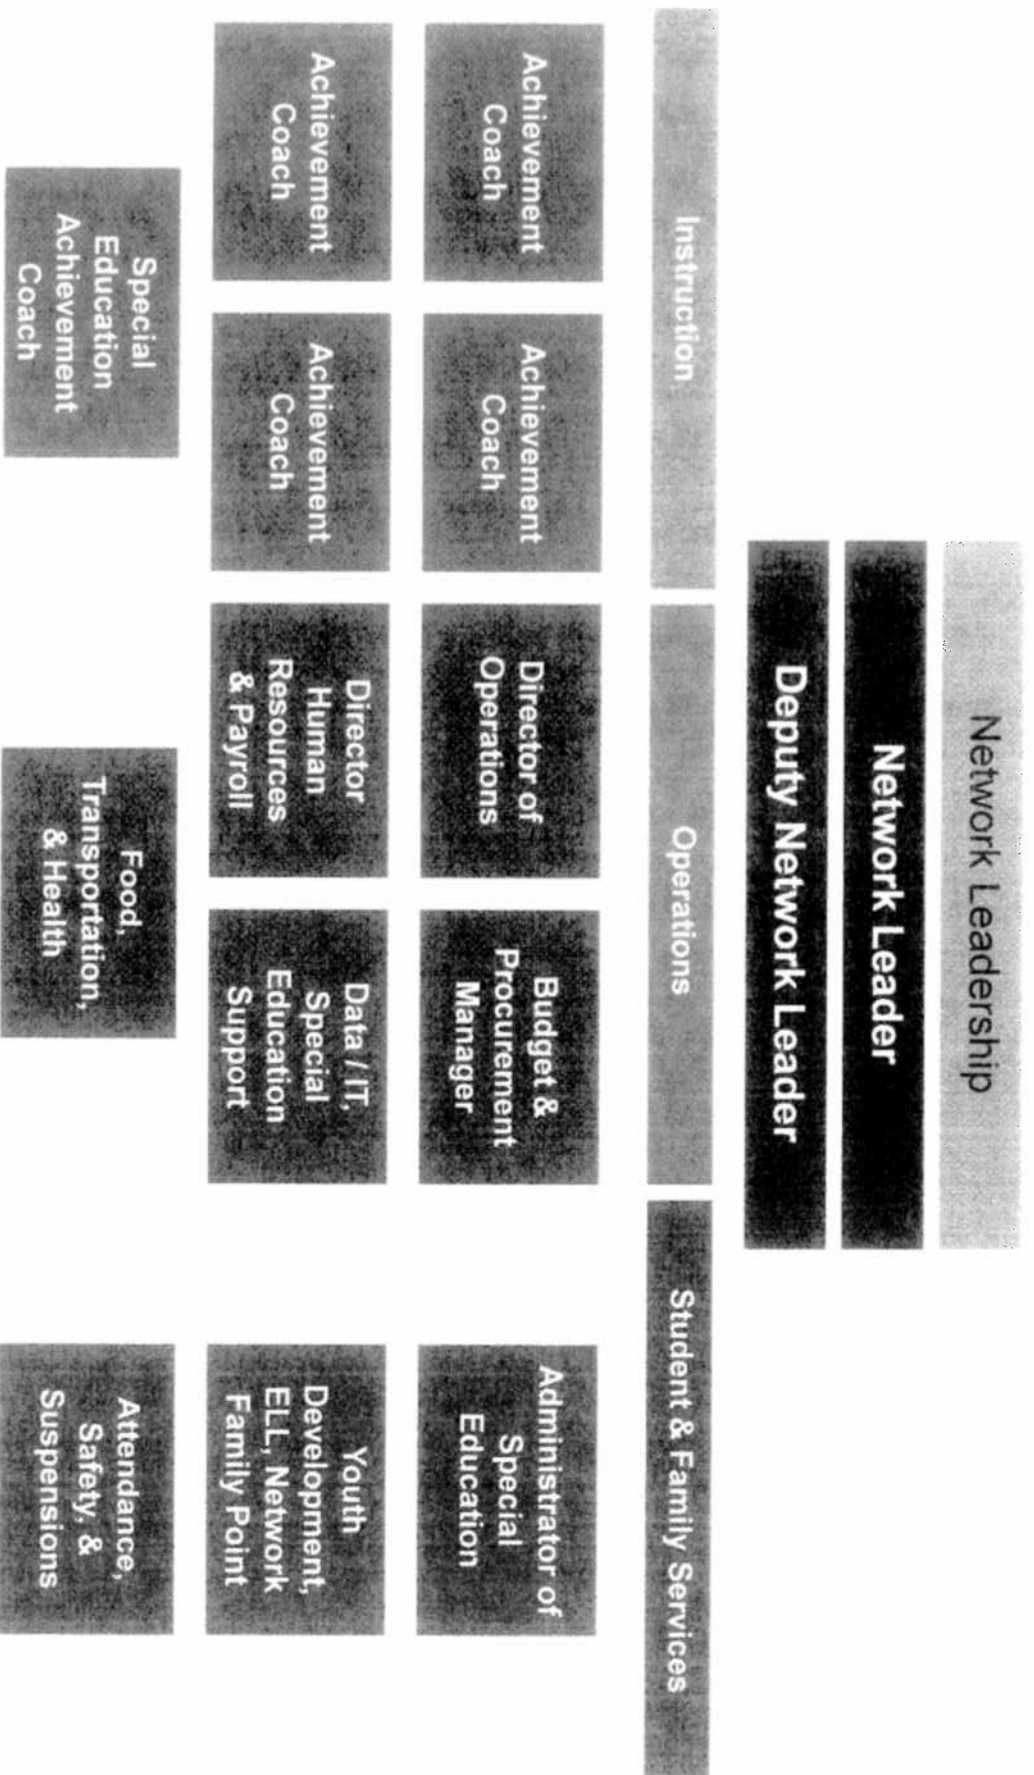 Network Leadership
Network Leader
Deputy Network Leader
Instruction
Operations
Student & Family Services
Achievement
Coach
Achievement
Coach
Director of
Operations
Budget &
Procurement
Manager
Administrator of
Special
Education
Achievement
Coach
Achievement
Coach
Director
Human
Resources
& Payroll
Data / IT,
Special
Education
Support
Youth
Development,
ELL, Network
Family Point
Special
Education
Achievement
Coach
Food,
Transportation,
& Health
Attendance,
Safety, &
Suspensions